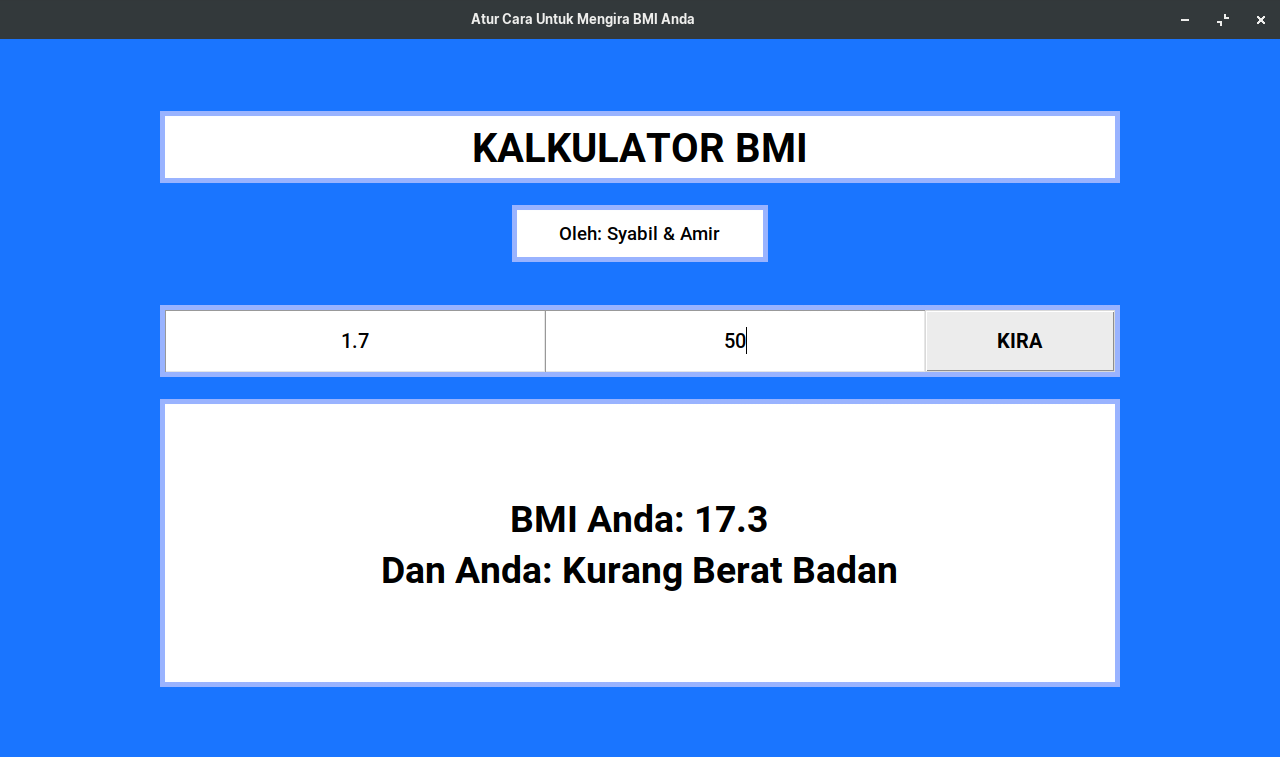 Atur Cara Untuk Mengira BMI Anda
KALKULATOR BMI
Oleh: Syabil & Amir
1.7 50 KIRA
BMI Anda: 17.3
Dan Anda: Kurang Berat Badan